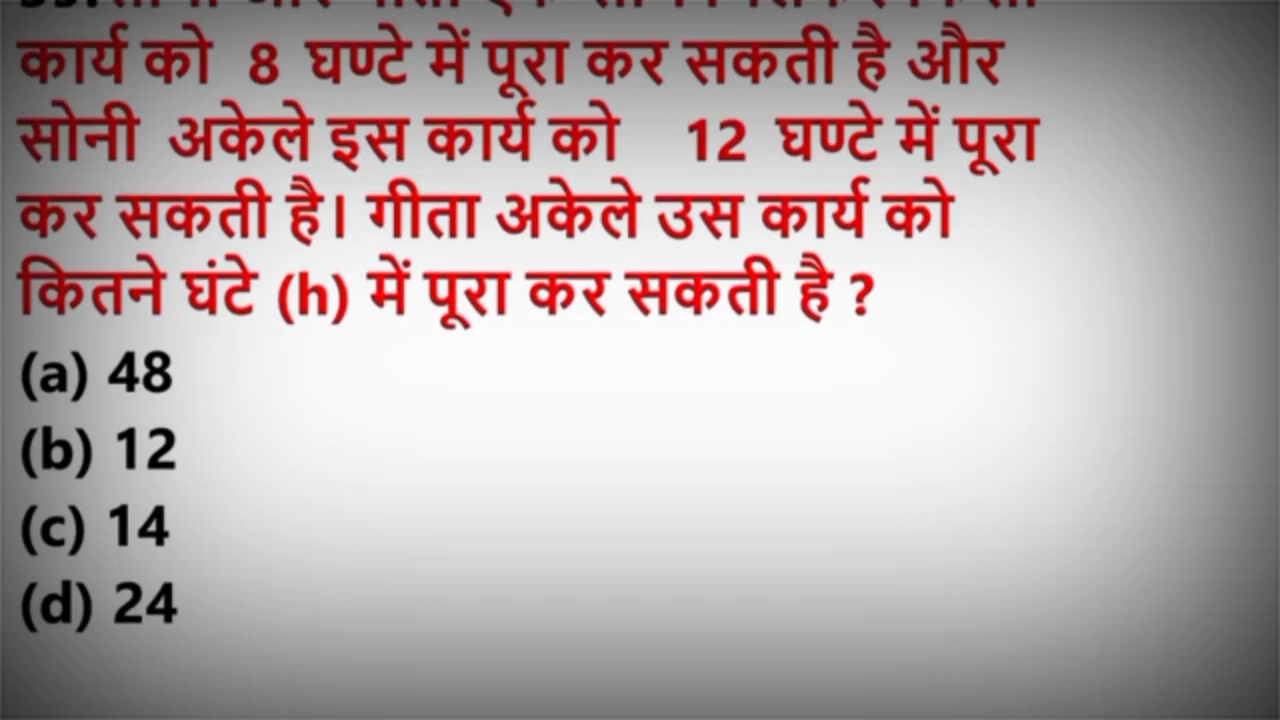 कार्य को 8 घण्टे में पूरा कर सकती है और
सोनी अकेले इस कार्य को 12 घण्टे में पूरा
कर सकती है। गीता अकेले उस कार्य को
कितने घंटे (h) में पूरा कर सकती है ?
(a) 48
(b) 12
(c) 14
(d) 24